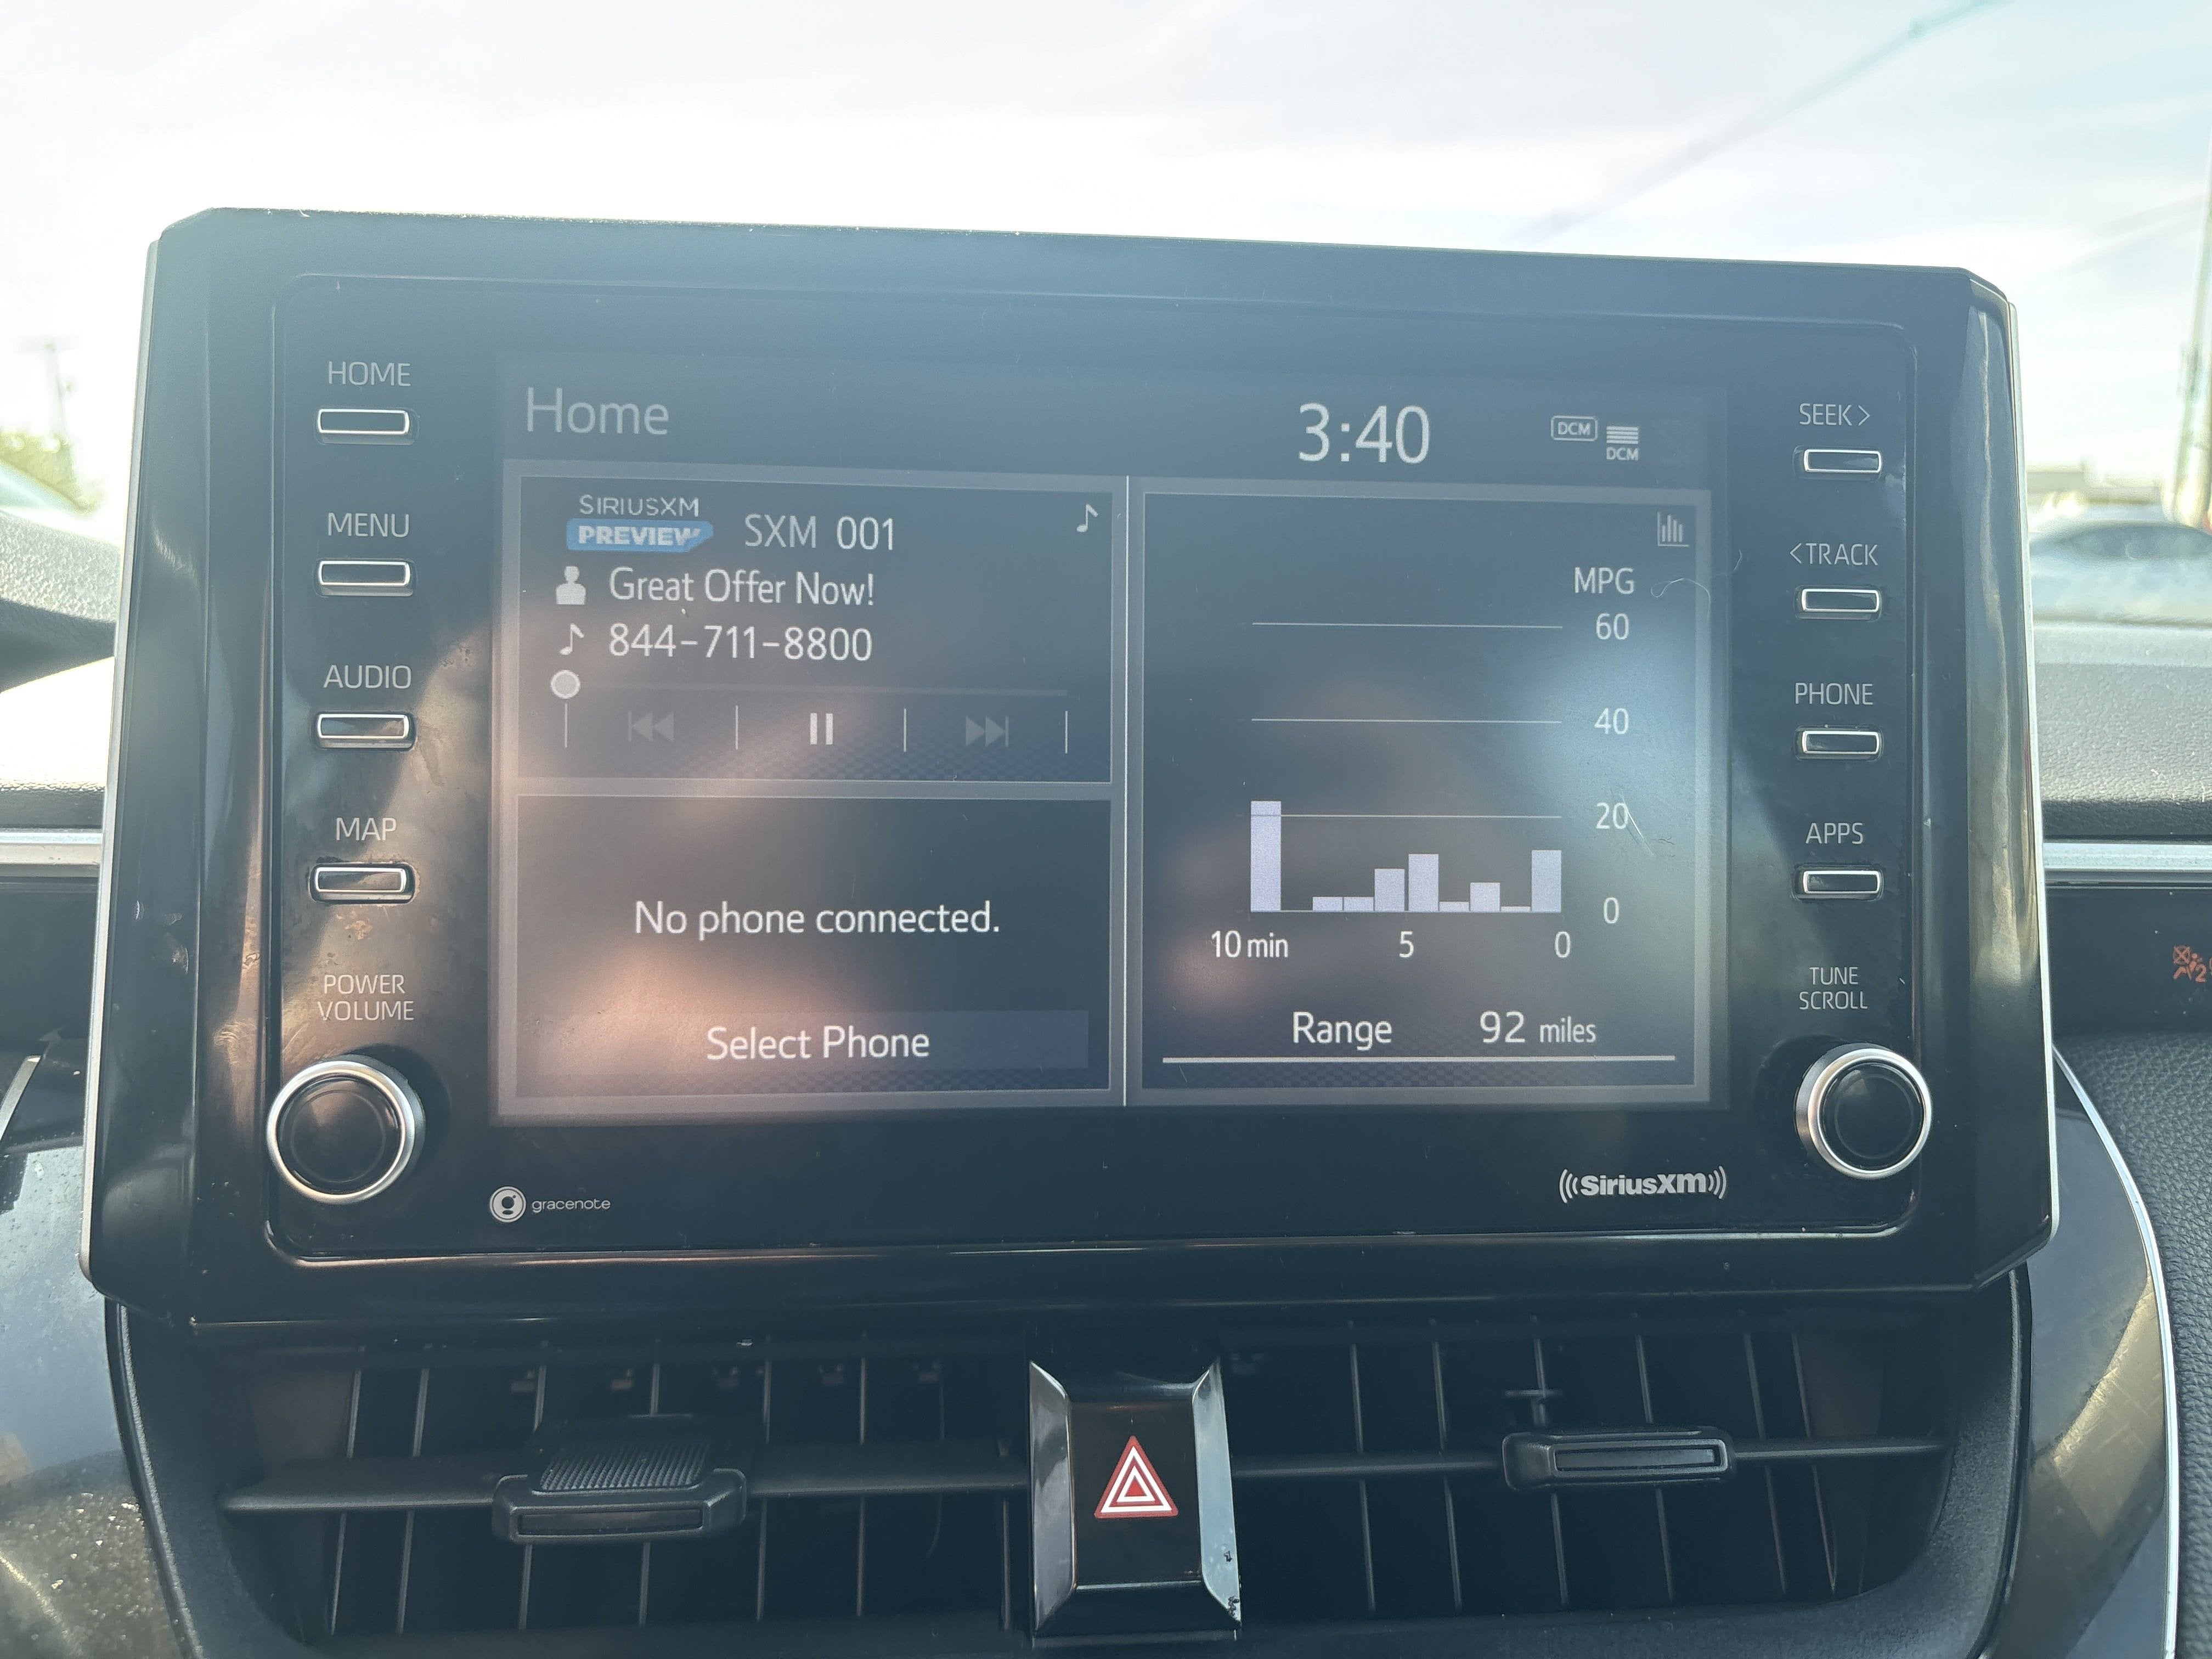 HOME
MENU
AUDIO
MAP
POWER
VOLUME
Home
3:40
DCM
DCM
SIRIUSXM
PREVIEW
SXM 001
Great Offer Now!
844-711-8800
No phone connected.
Select Phone
MPG
60
40
20
0
10 min 5 0
Range 92 miles
SEEK >
< TRACK
PHONE
APPS
TUNE
SCROLL
gracenote
((SiriusXM))
2